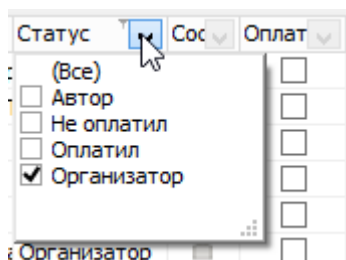 Статус Сос Оплат
(Все)
Автор
Не оплатил
Оплатил
Организатор
Организатор